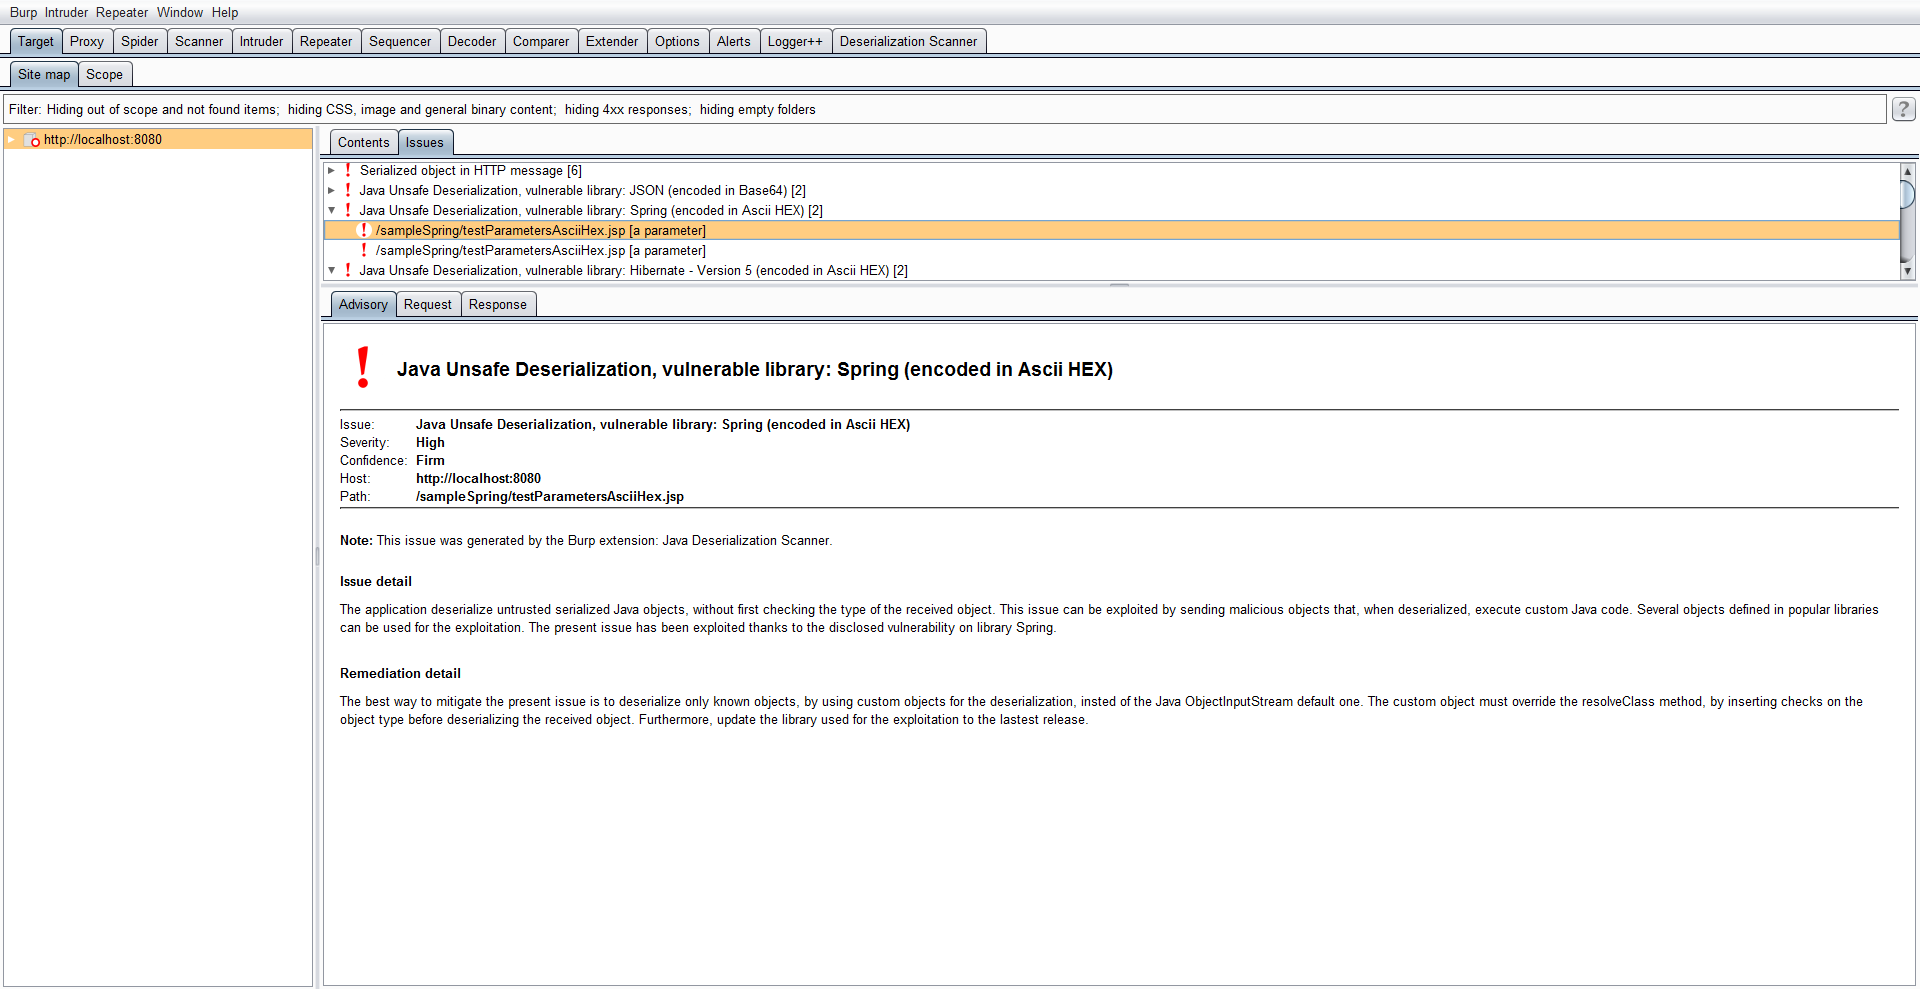 Burp Intruder Repeater Window Help
Target Proxy Spider Scanner Intruder Repeater Sequencer Decoder Comparer Extender Options Alerts Logger++ Deserialization Scanner
Site map Scope
Filter: Hiding out of scope and not found items; hiding CSS, image and general binary content; hiding 4xx responses; hiding empty folders
?
http://localhost:8080
Contents Issues
Serialized object in HTTP message [6]
Java Unsafe Deserialization, vulnerable library: JSON (encoded in Base64) [2]
Java Unsafe Deserialization, vulnerable library: Spring (encoded in Ascii HEX) [2]
/sampleSpring/testParametersAsciiHex.jsp [a parameter]
/sampleSpring/testParametersAsciiHex.jsp [a parameter]
Java Unsafe Deserialization, vulnerable library: Hibernate - Version 5 (encoded in Ascii HEX) [2]
Advisory Request Response
Java Unsafe Deserialization, vulnerable library: Spring (encoded in Ascii HEX)
Issue: Java Unsafe Deserialization, vulnerable library: Spring (encoded in Ascii HEX)
Severity: High
Confidence: Firm
Host: http://localhost:8080
Path: /sampleSpring/testParametersAsciiHex.jsp
Note: This issue was generated by the Burp extension: Java Deserialization Scanner.
Issue detail
The application deserialize untrusted serialized Java objects, without first checking the type of the received object. This issue can be exploited by sending malicious objects that, when deserialized, execute custom Java code. Several objects defined in popular libraries
can be used for the exploitation. The present issue has been exploited thanks to the disclosed vulnerability on library Spring.
Remediation detail
The best way to mitigate the present issue is to deserialize only known objects, by using custom objects for the deserialization, insted of the Java ObjectInputStream default one. The custom object must override the resolveClass method, by inserting checks on the
object type before deserializing the received object. Furthermore, update the library used for the exploitation to the lastest release.